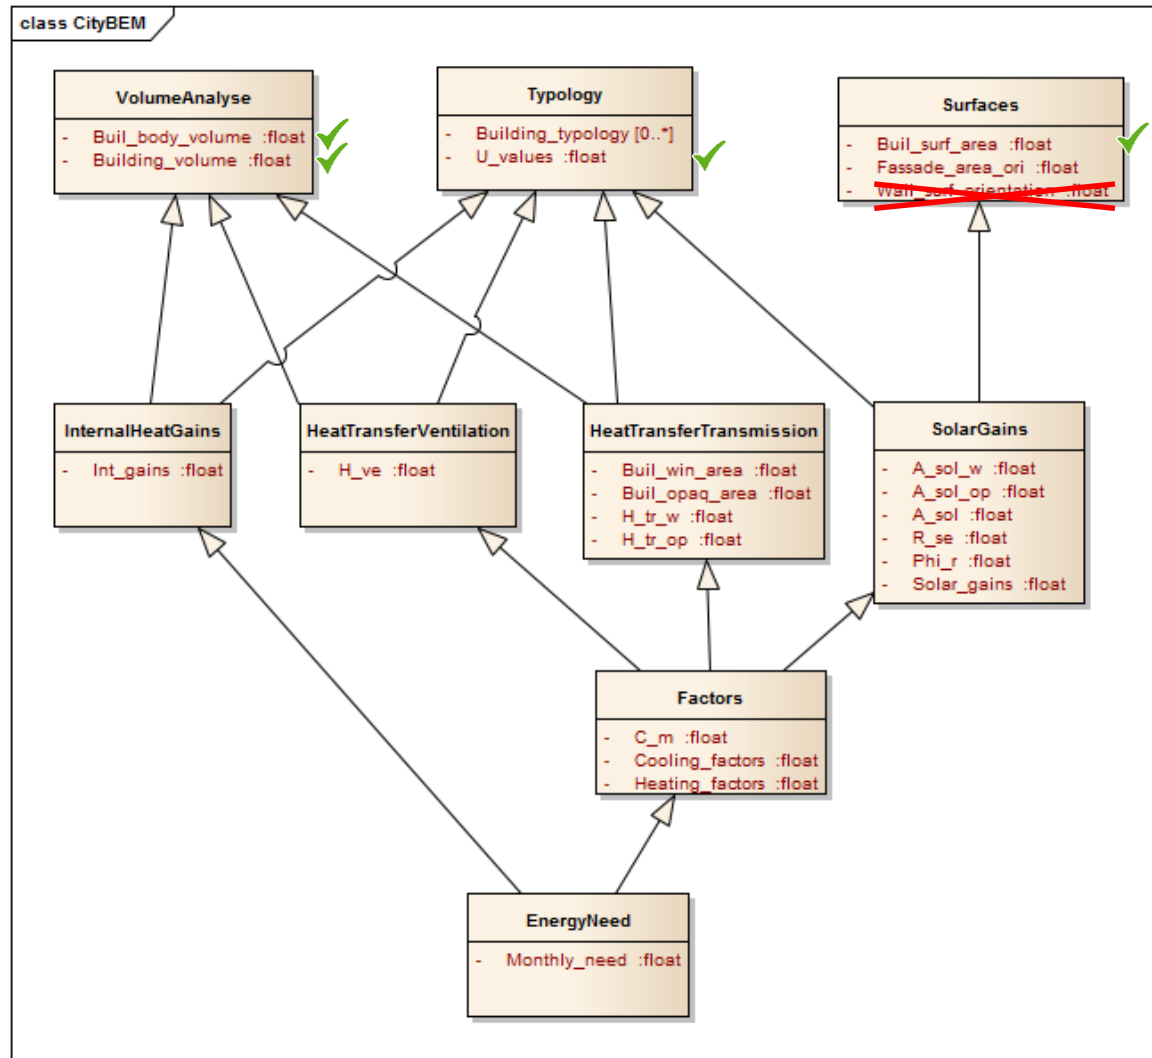 class CityBEM
VolumeAnalyse
- Buil_body_volume :float
- Building_volume :float
Typology
- Building_typology [0..*]
- U_values :float
Surfaces
- Buil_surf_area :float
- Fassade_area_ori :float
- Wall_surf_orientation :float
InternalHeatGains
- Int_gains :float
HeatTransferVentilation
- H_ve :float
HeatTransferTransmission
- Buil_win_area :float
- Buil_opaq_area :float
- H_tr_w :float
- H_tr_op :float
SolarGains
- A_sol_w :float
- A_sol_op :float
- A_sol :float
- R_se :float
- Phi_r :float
- Solar_gains :float
Factors
- C_m :float
- Cooling_factors :float
- Heating_factors :float
EnergyNeed
- Monthly_need :float